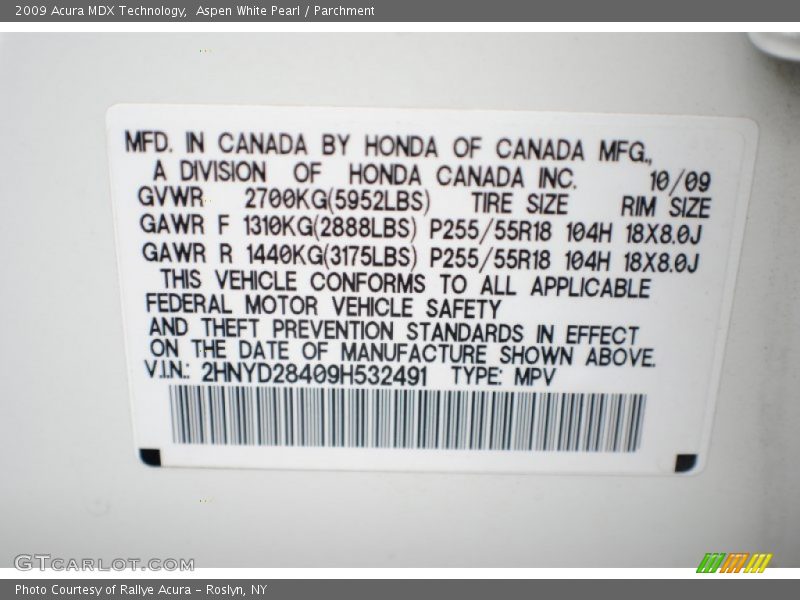 2009 Acura MDX Technology,  Aspen White Pearl / Parchment
MFD. IN CANADA BY HONDA OF CANADA MFG.,
A DIVISION OF HONDA CANADA INC. 10/09
GVWR 2700KG(5952LBS) TIRE SIZE RIM SIZE
GAWR F 1310KG(2888LBS) P255/55R18 104H 18X8.0J
GAWR R 1440KG(3175LBS) P255/55R18 104H 18X8.0J
THIS VEHICLE CONFORMS TO ALL APPLICABLE
FEDERAL MOTOR VEHICLE SAFETY
AND THEFT PREVENTION STANDARDS IN EFFECT
ON THE DATE OF MANUFACTURE SHOWN ABOVE.
V.I.N.: 2HNYD28409H532491 TYPE: MPV
GTCARLOT.COM
Photo Courtesy of Rallye Acura – Roslyn, NY